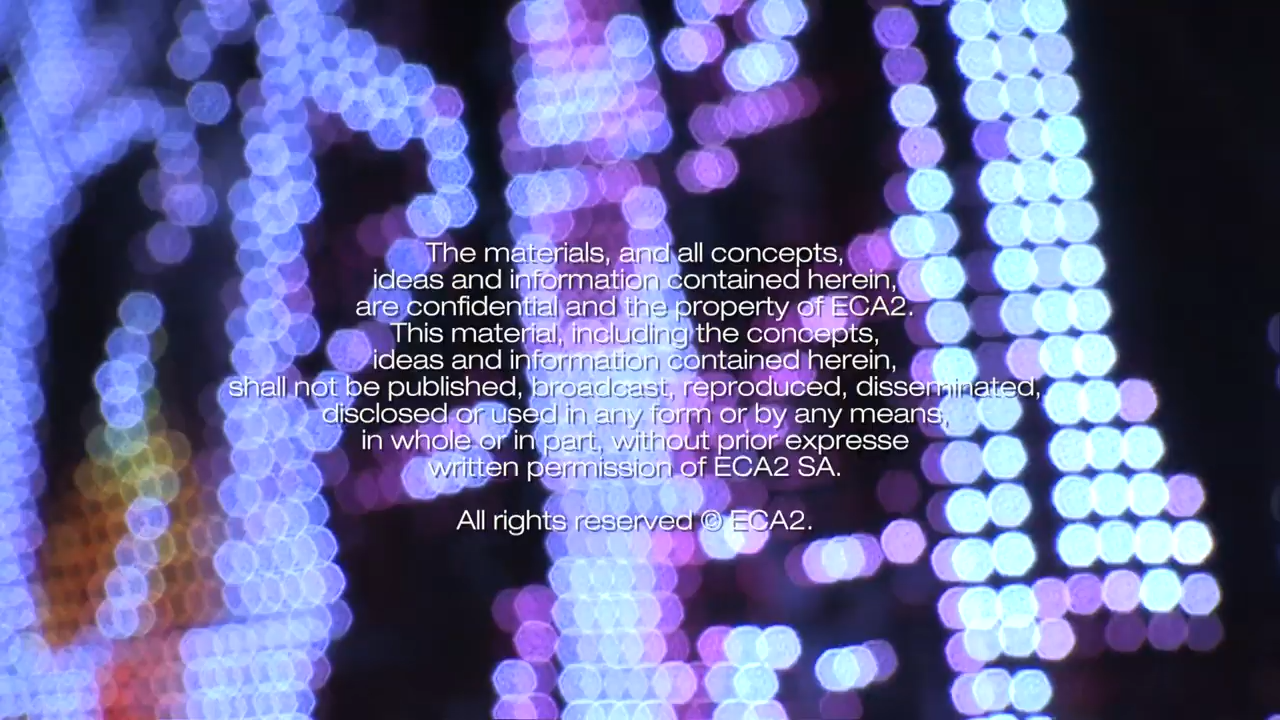 The materials, and all concepts,
ideas and information contained herein,
are confidential and the property of ECA2.
This material, including the concepts,
ideas and information contained herein,
shall not be published, broadcast, reproduced, disseminated,
disclosed or used in any form or by any means,
in whole or in part, without prior expresse
written permission of ECA2 SA.
All rights reserved © ECA2.